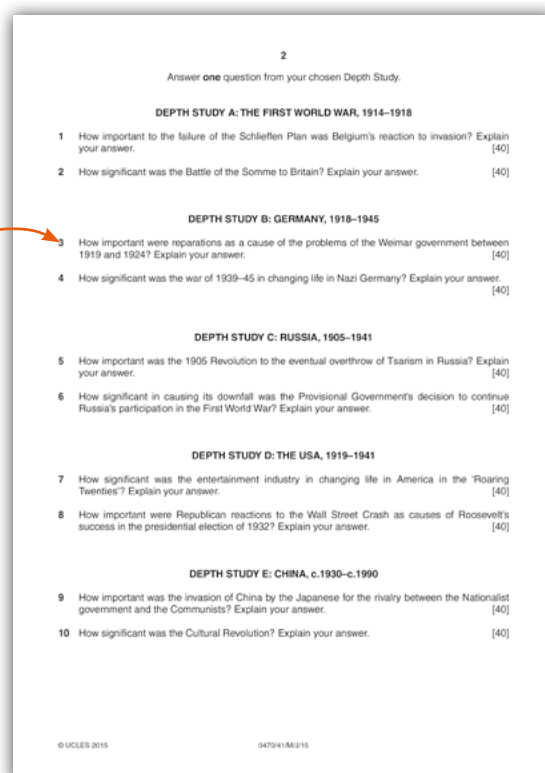 2
Answer one question from your chosen Depth Study.
DEPTH STUDY A: THE FIRST WORLD WAR, 1914–1918
1 How important to the failure of the Schlieffen Plan was Belgium's reaction to invasion? Explain
your answer. [40]
2 How significant was the Battle of the Somme to Britain? Explain your answer. [40]
DEPTH STUDY B: GERMANY, 1918–1945
3 How important were reparations as a cause of the problems of the Weimar government between
1919 and 1924? Explain your answer. [40]
4 How significant was the war of 1939–45 in changing life in Nazi Germany? Explain your answer.
[40]
DEPTH STUDY C: RUSSIA, 1905–1941
5 How important was the 1905 Revolution to the eventual overthrow of Tsarism in Russia? Explain
your answer. [40]
6 How significant in causing its downfall was the Provisional Government's decision to continue
Russia's participation in the First World War? Explain your answer. [40]
DEPTH STUDY D: THE USA, 1919–1941
7 How significant was the entertainment industry in changing life in America in the 'Roaring
Twenties'? Explain your answer. [40]
8 How important were Republican reactions to the Wall Street Crash as causes of Roosevelt's
success in the presidential election of 1932? Explain your answer. [40]
DEPTH STUDY E: CHINA, c.1930–c.1990
9 How important was the invasion of China by the Japanese for the rivalry between the Nationalist
government and the Communists? Explain your answer. [40]
10 How significant was the Cultural Revolution? Explain your answer. [40]
© UCLES 2015 0470/41/M/J/15